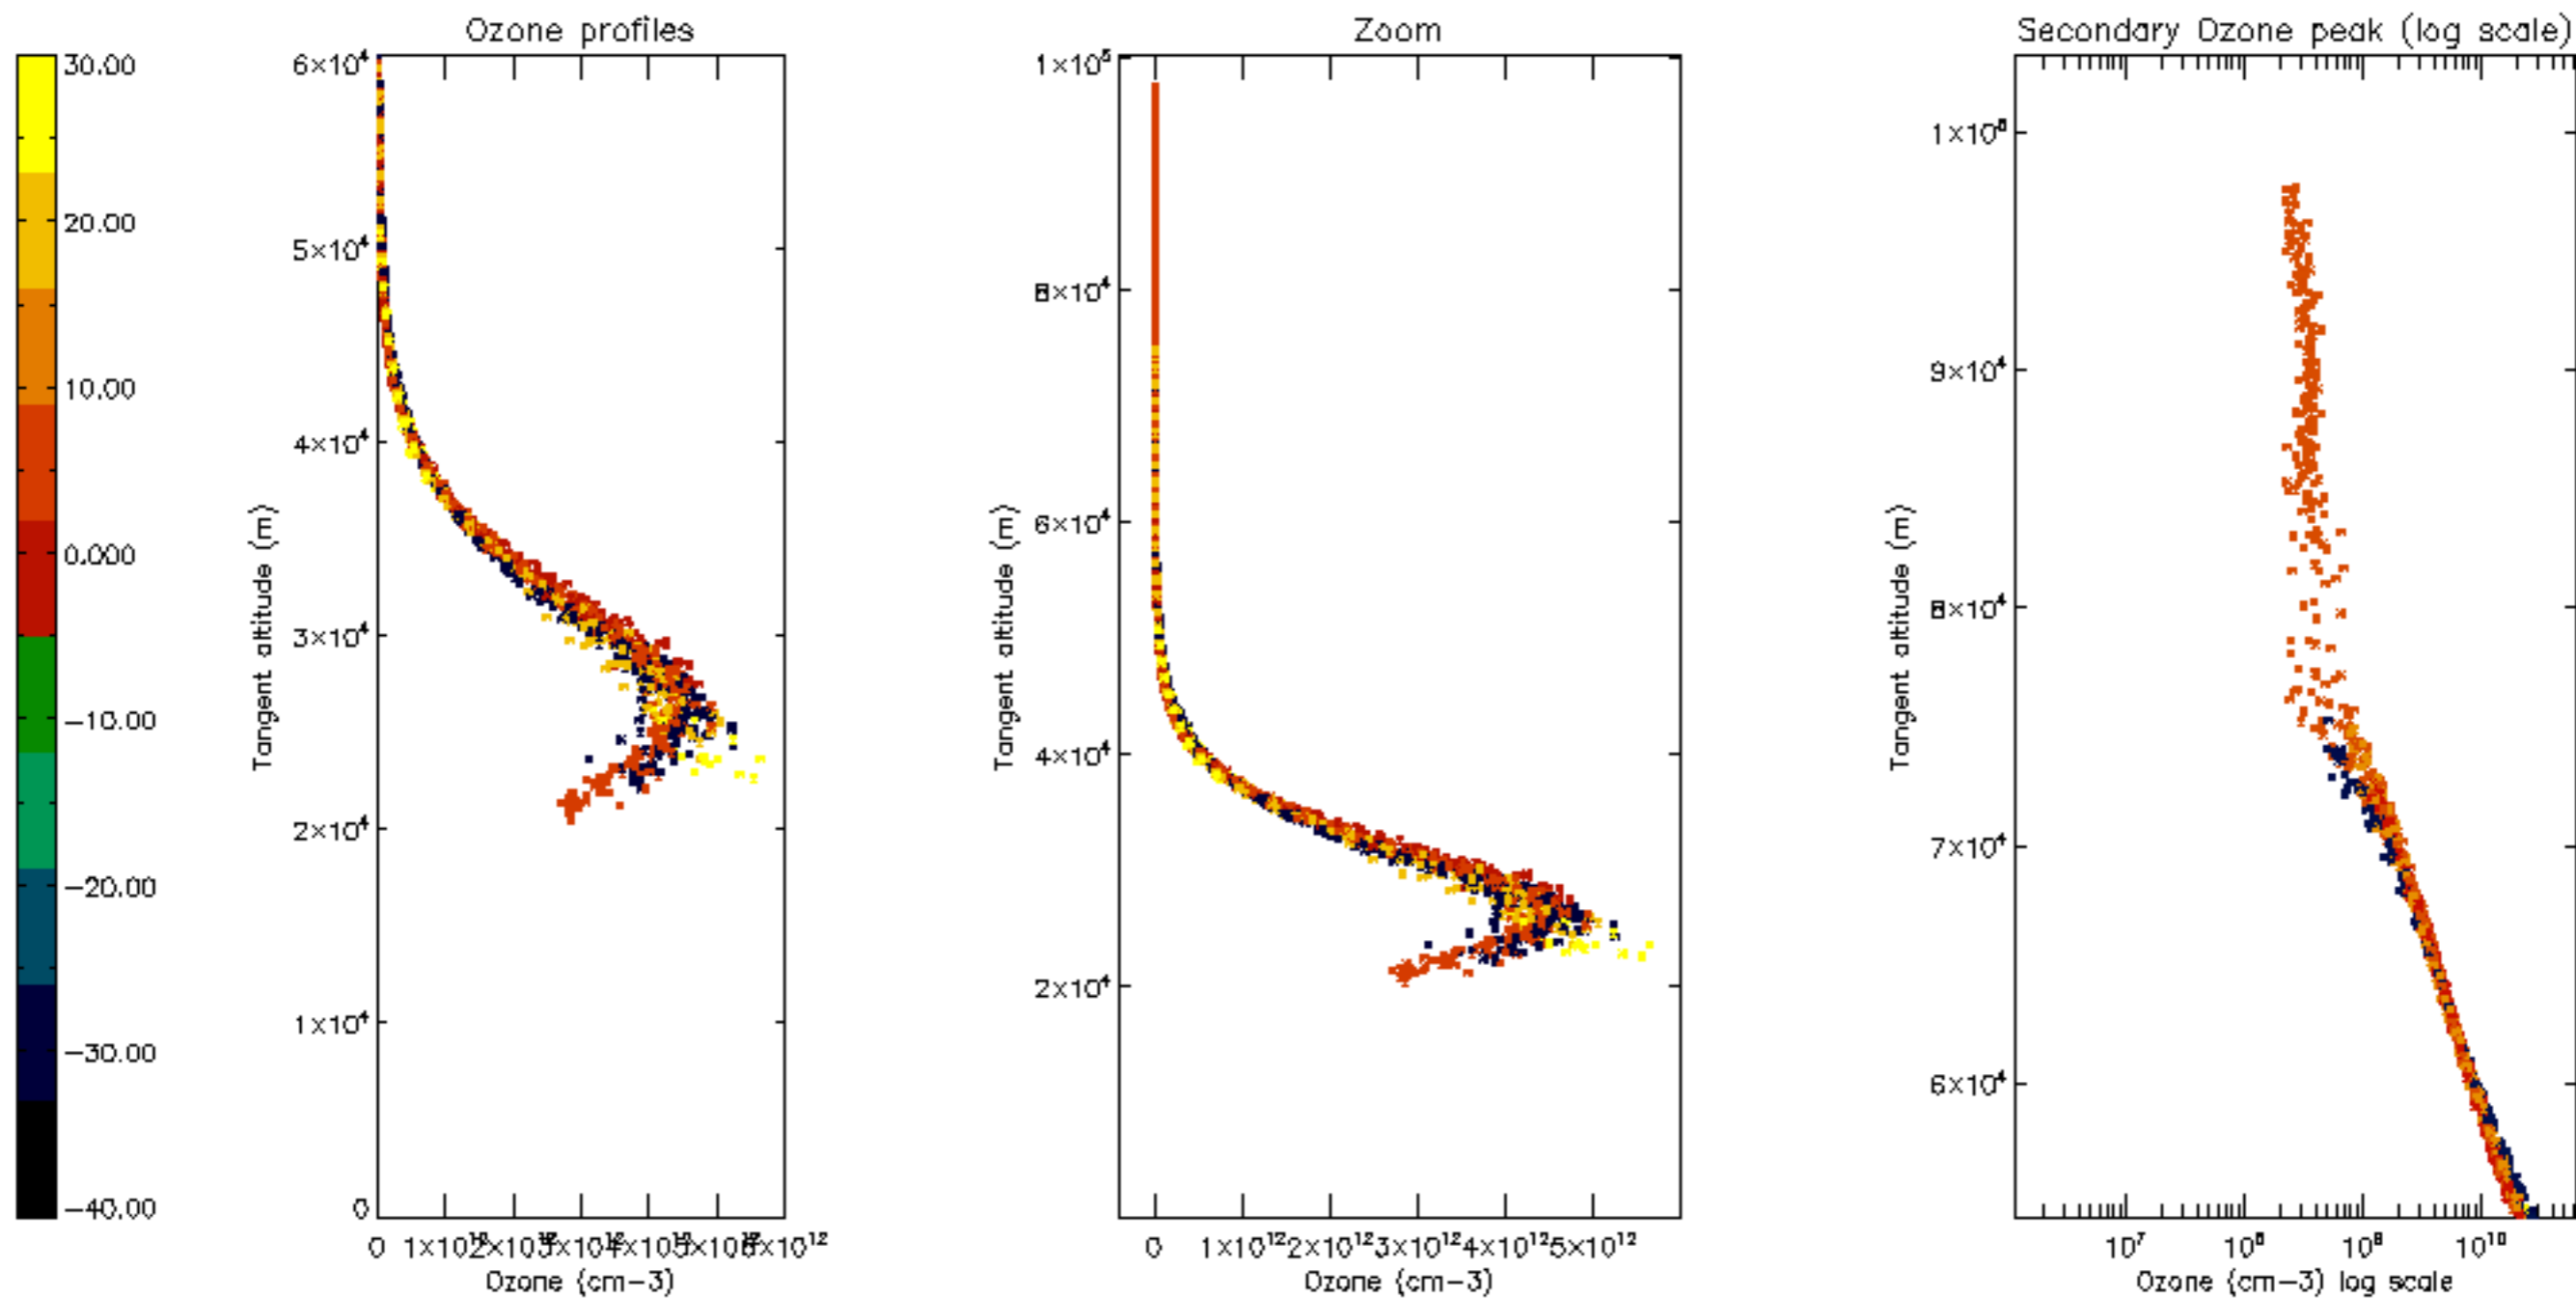 Ozone profiles
Zoom
Secondary Ozone peak (log scale)
30.00
20.00
10.00
0.000
−10.00
−20.00
−30.00
−40.00
6×10⁴
5×10⁴
4×10⁴
3×10⁴
2×10⁴
1×10⁴
0
Tangent altitude (m)
0
Ozone (cm−3)
1×10⁵
8×10⁴
6×10⁴
4×10⁴
2×10⁴
Tangent altitude (m)
0 1×10¹² 2×10¹² 3×10¹² 4×10¹² 5×10¹²
Ozone (cm−3)
9×10⁴
8×10⁴
7×10⁴
6×10⁴
Tangent altitude (m)
10⁷ 10⁸ 10⁹ 10¹⁰
Ozone (cm−3) log scale